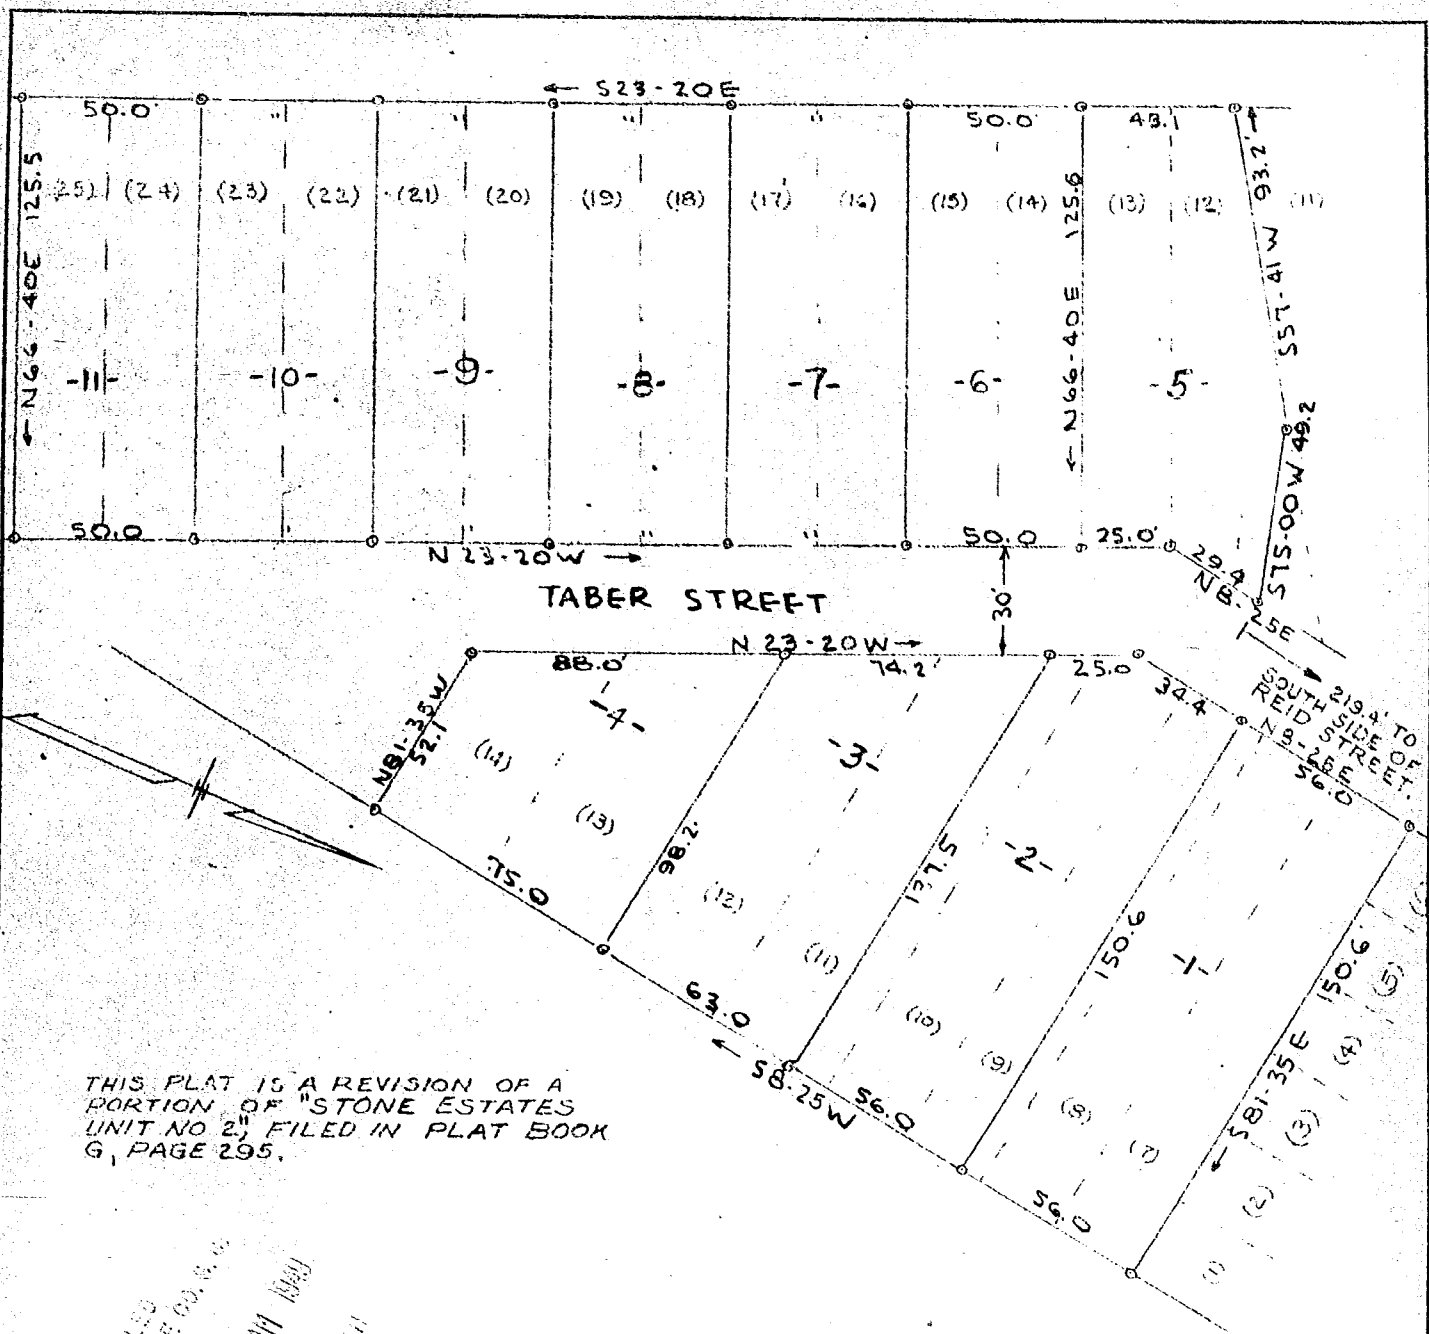 ← S23-20E
50.0' " " " " 50.0' 43.1
(25) (24) (23) (22) (21) (20) (19) (18) (17) (16) (15) (14) (13) (12) (11)
← N66-40E 125.5
← N66-40E 125.6
S57-41W 93.2'
S75-00W 49.2
-11- -10- -9- -8- -7- -6- -5-
50.0 " " " " 50.0 25.0'
N 23-20W →
29.4
N8-25E
TABER STREET
30'
N 23-20W →
88.0' 74.2' 25.0
34.4
N8-25E
56.0
219.4' TO
SOUTH SIDE OF
REID STREET.
N81-35W
52.1
-4- -3- -2- -1-
(14) (13) (12) (11) (10) (9) (8) (7)
98.2'
137.5
150.6
S81-35E 150.6'
(5)
(4)
(3)
(2)
(1)
75.0
63.0
← S8-25W
56.0
56.0
THIS PLAT IS A REVISION OF A
PORTION OF "STONE ESTATES
UNIT NO 2", FILED IN PLAT BOOK
G, PAGE 295.